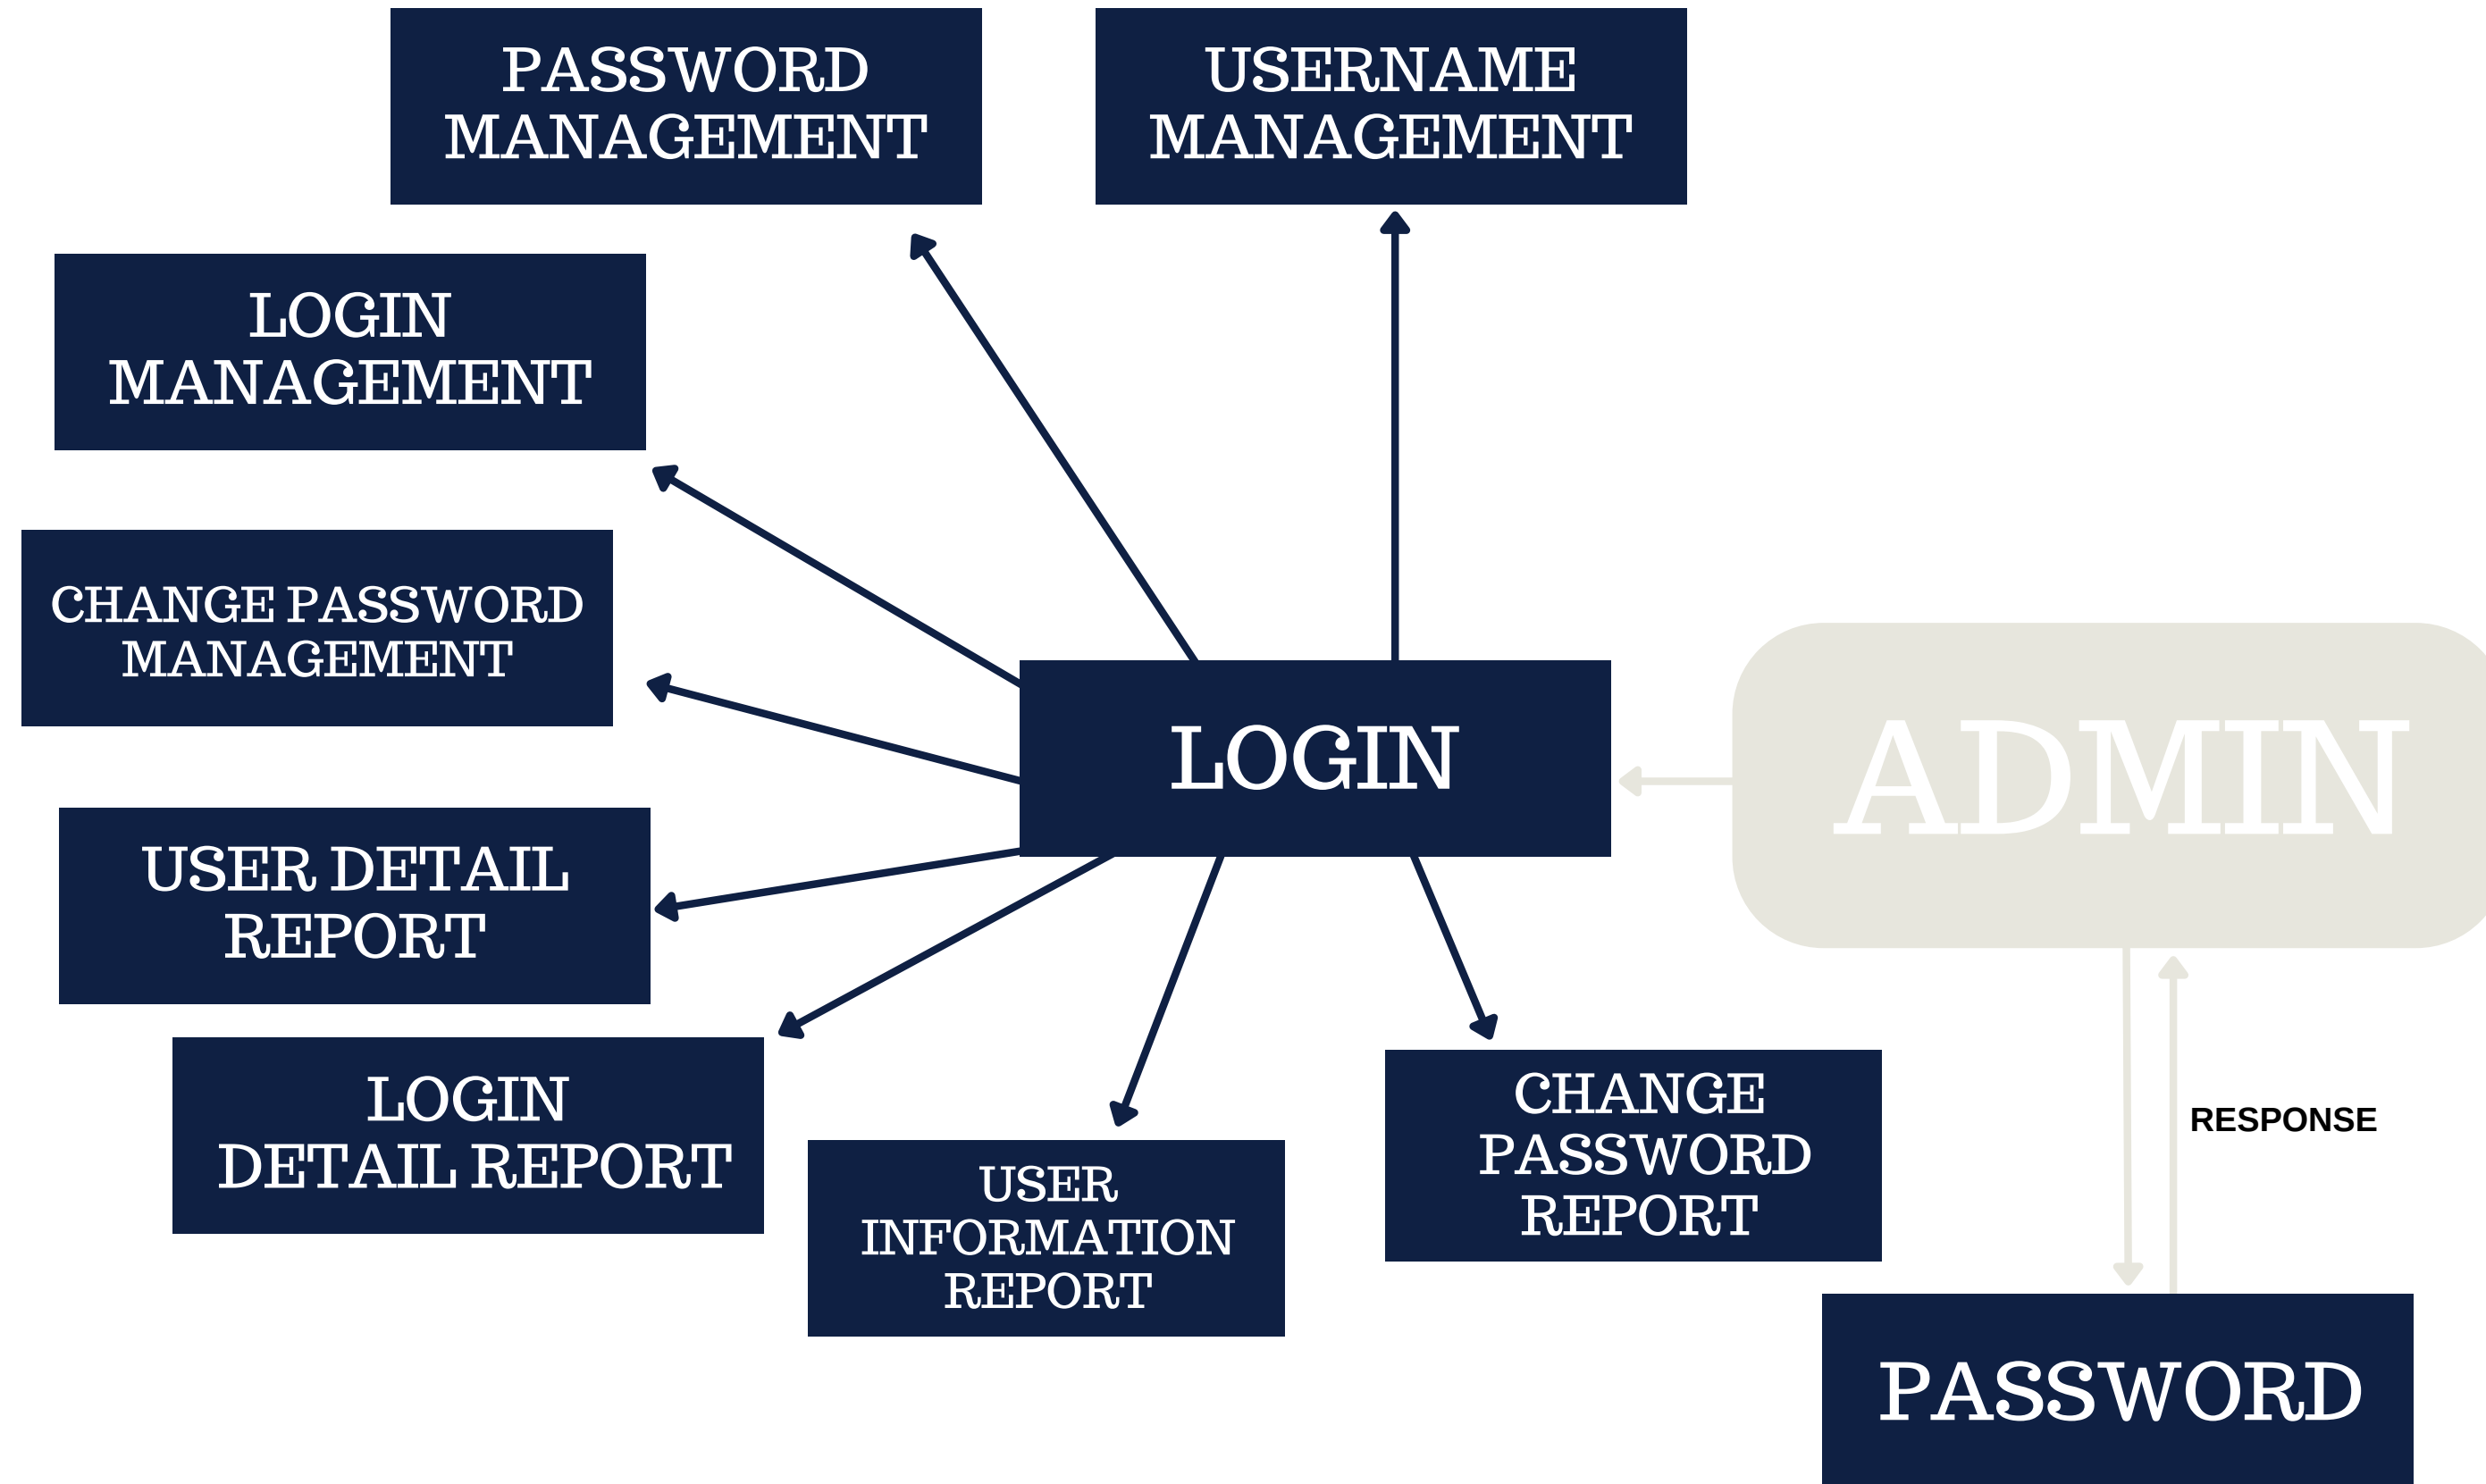 PASSWORD
MANAGEMENT
USERNAME
MANAGEMENT
LOGIN
MANAGEMENT
CHANGE PASSWORD
MANAGEMENT
LOGIN
ADMIN
USER DETAIL
REPORT
LOGIN
DETAIL REPORT
USER
INFORMATION
REPORT
CHANGE
PASSWORD
REPORT
RESPONSE
PASSWORD